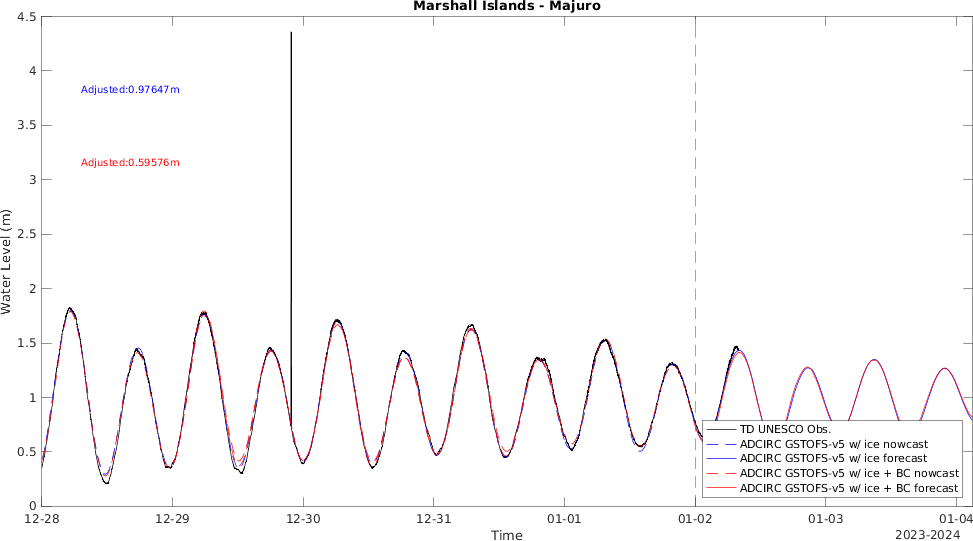 Marshall Islands - Majuro
4.5
4
3.5
3
2.5
2
1.5
1
0.5
0
Water Level (m)
Adjusted:0.97647m
Adjusted:0.59576m
TD UNESCO Obs.
ADCIRC GSTOFS-v5 w/ ice nowcast
ADCIRC GSTOFS-v5 w/ ice forecast
ADCIRC GSTOFS-v5 w/ ice + BC nowcast
ADCIRC GSTOFS-v5 w/ ice + BC forecast
12-28 12-29 12-30 12-31 01-01 01-02 01-03 01-04
Time
2023-2024